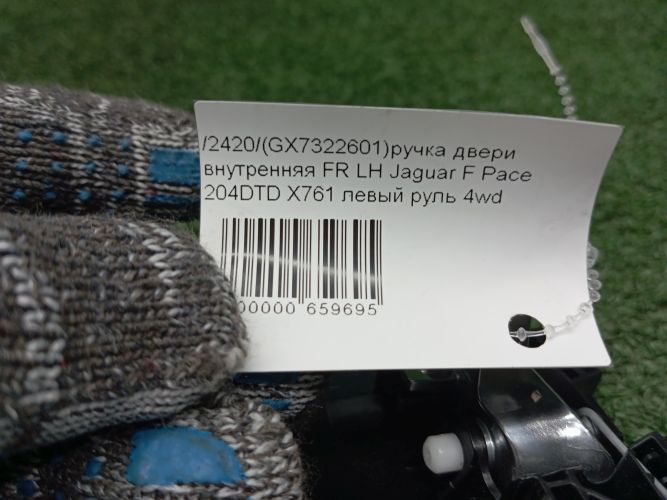 /2420/(GX7322601)ручка двери
внутренняя FR LH Jaguar F Pace
204DTD X761 левый руль 4wd
00000 659695